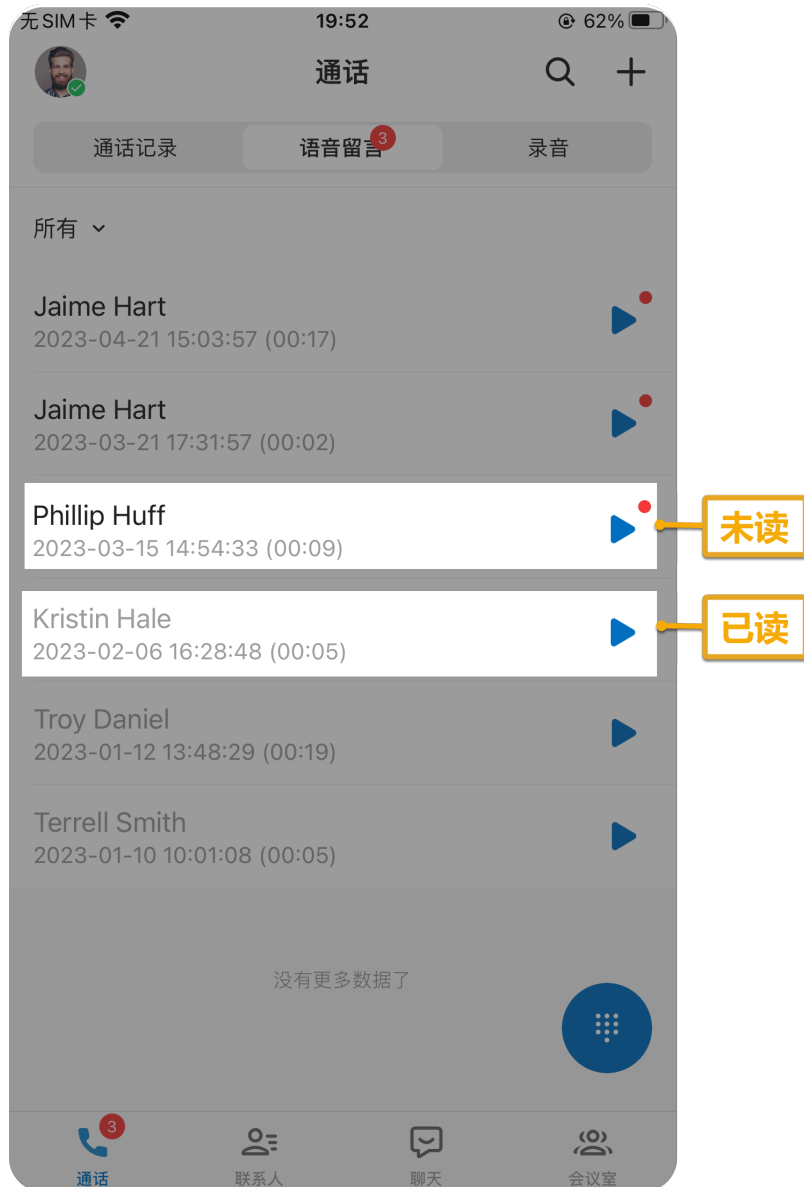 无 SIM 卡 19:52 62%
通话
通话记录 语音留言 3 录音
所有
Jaime Hart
2023-04-21 15:03:57 (00:17)
Jaime Hart
2023-03-21 17:31:57 (00:02)
Phillip Huff
2023-03-15 14:54:33 (00:09)
未读
Kristin Hale
2023-02-06 16:28:48 (00:05)
已读
Troy Daniel
2023-01-12 13:48:29 (00:19)
Terrell Smith
2023-01-10 10:01:08 (00:05)
没有更多数据了
3
通话 联系人 聊天 会议室